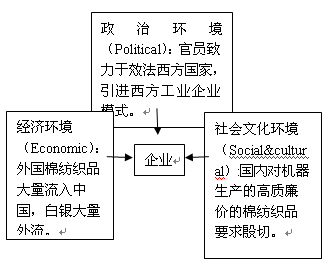 政治环境
（Political）：官员致
力于效法西方国家，
引进西方工业企业
模式。
经济环境
（Economic）：
外国棉纺织品
大量流入中
国，白银大量
外流。
企业
社会文化环境
（Social&cultur
al）:国内对机器
生产的高质廉
价的棉纺织品
要求殷切。